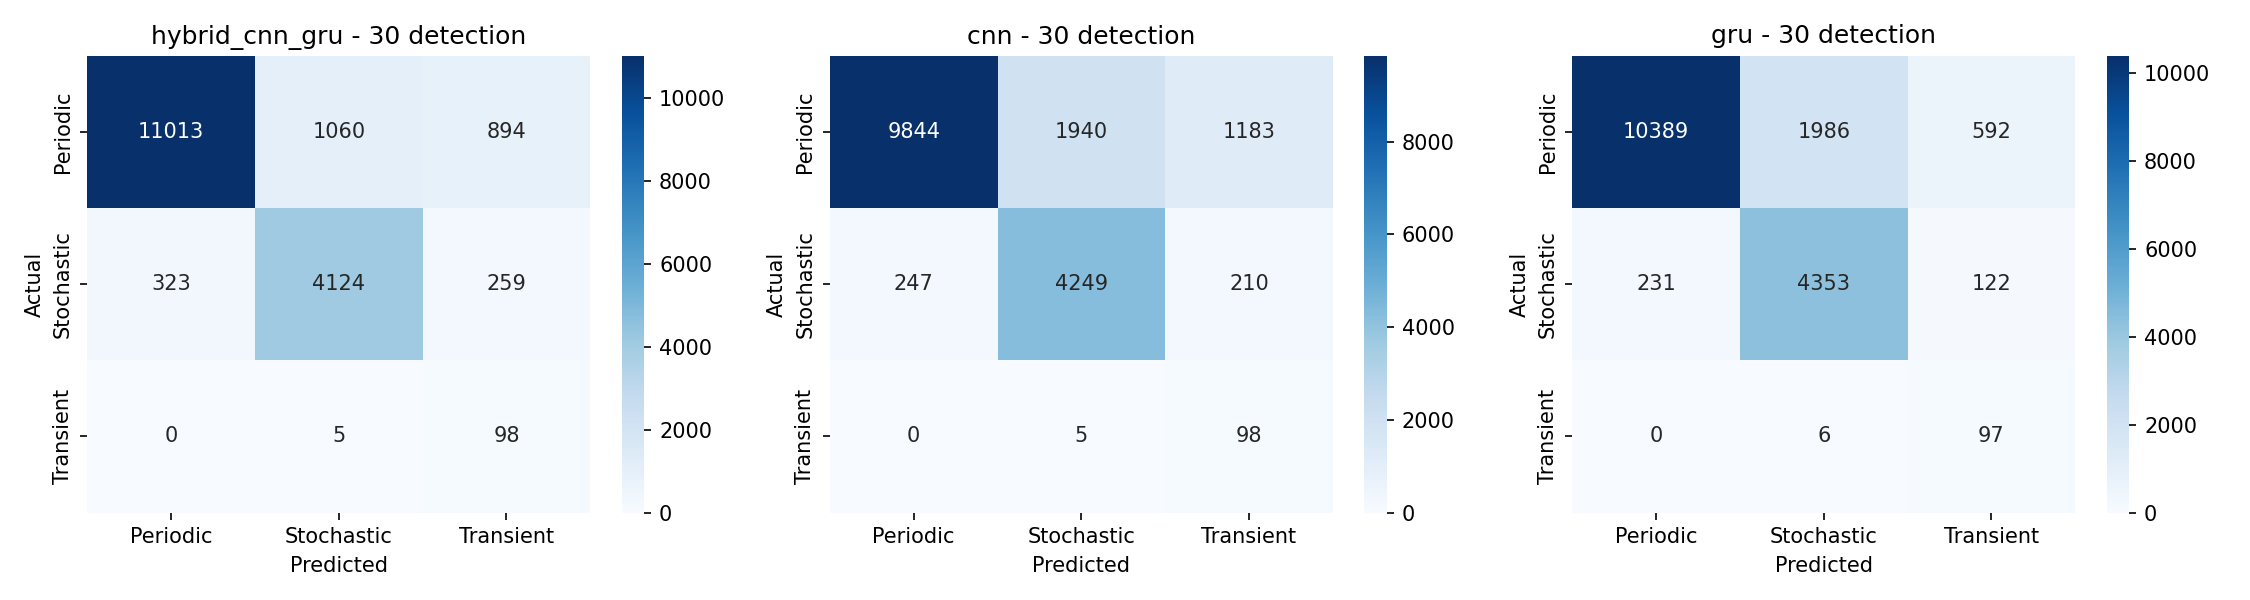 hybrid_cnn_gru - 30 detection
Actual
Periodic
Stochastic
Transient
11013 1060 894
323 4124 259
0 5 98
Periodic Stochastic Transient
Predicted
10000
8000
6000
4000
2000
0
cnn - 30 detection
Actual
Periodic
Stochastic
Transient
9844 1940 1183
247 4249 210
0 5 98
Periodic Stochastic Transient
Predicted
8000
6000
4000
2000
0
gru - 30 detection
Actual
Periodic
Stochastic
Transient
10389 1986 592
231 4353 122
0 6 97
Periodic Stochastic Transient
Predicted
10000
8000
6000
4000
2000
0